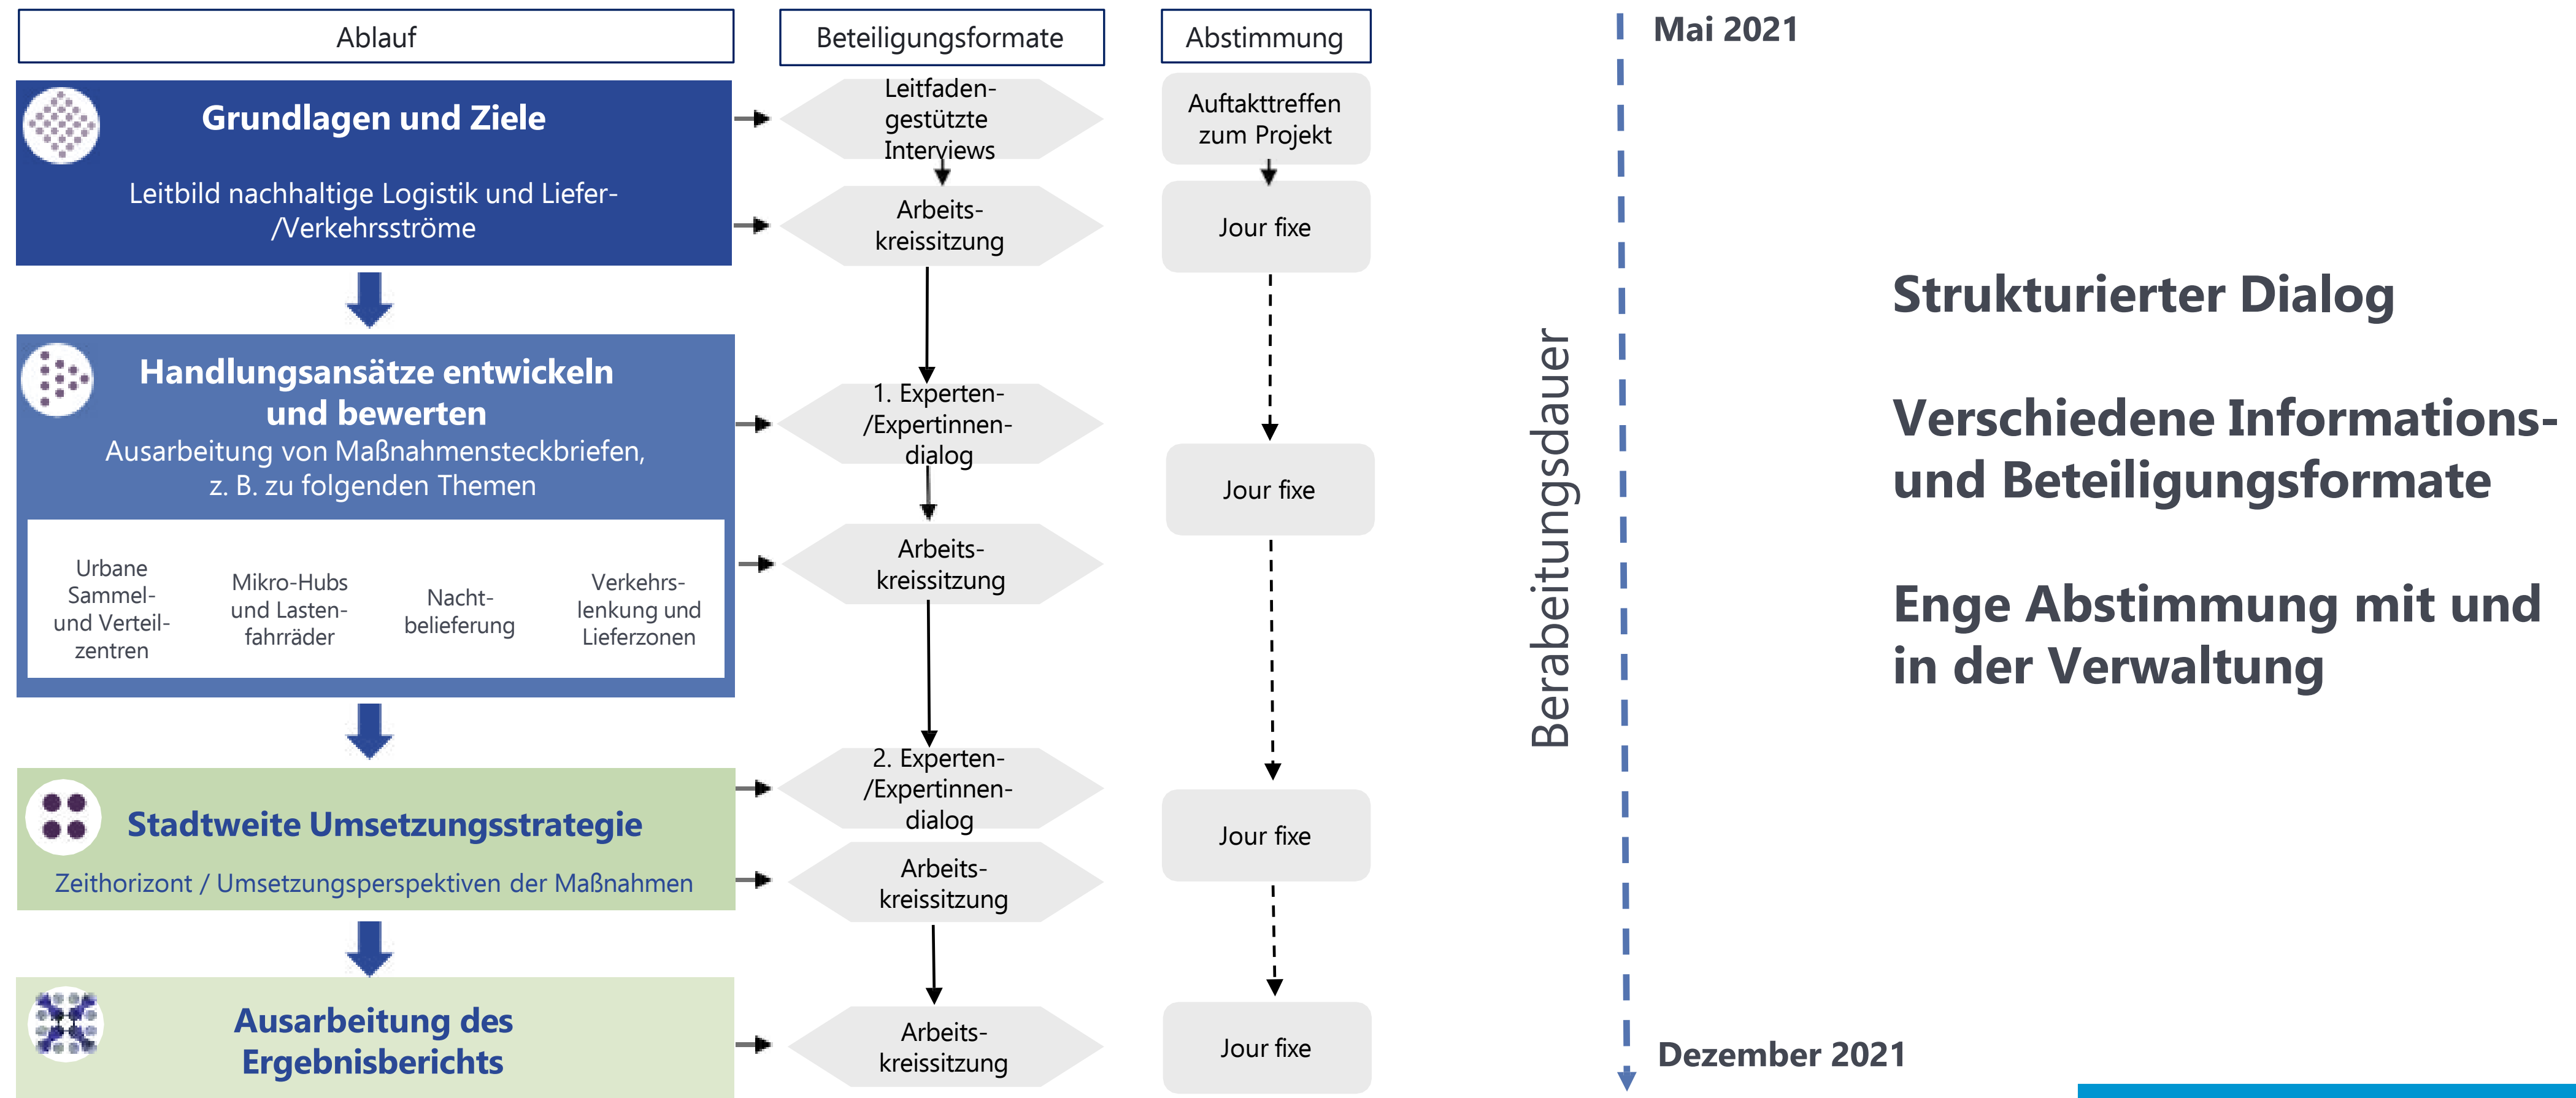 Ablauf
Grundlagen und Ziele
Leitbild nachhaltige Logistik und Liefer-
/Verkehrsströme
Handlungsansätze entwickeln
und bewerten
Ausarbeitung von Maßnahmensteckbriefen,
z. B. zu folgenden Themen
Urbane
Sammel-
und Verteil-
zentren
Mikro-Hubs
und Lasten-
fahrräder
Nacht-
belieferung
Verkehrs-
lenkung und
Lieferzonen
Stadtweite Umsetzungsstrategie
Zeithorizont / Umsetzungsperspektiven der Maßnahmen
Ausarbeitung des
Ergebnisberichts
Beteiligungsformate
Leitfaden-
gestützte
Interviews
Arbeits-
kreissitzung
1. Experten-
/Expertinnen-
dialog
Arbeits-
kreissitzung
2. Experten-
/Expertinnen-
dialog
Arbeits-
kreissitzung
Arbeits-
kreissitzung
Abstimmung
Auftakttreffen
zum Projekt
Jour fixe
Jour fixe
Jour fixe
Jour fixe
Berabeitungsdauer
Mai 2021
Dezember 2021
Strukturierter Dialog
Verschiedene Informations-
und Beteiligungsformate
Enge Abstimmung mit und
in der Verwaltung